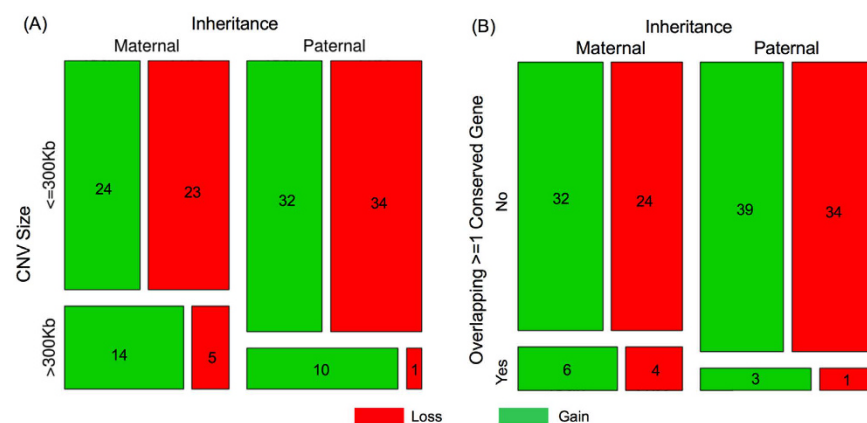 (A)
Inheritance
Maternal Paternal
CNV Size
<=300Kb
>300Kb
24 23 32 34
14 5 10 1
(B)
Inheritance
Maternal Paternal
Overlapping >=1 Conserved Gene
No
Yes
32 24 39 34
6 4 3 1
Loss Gain